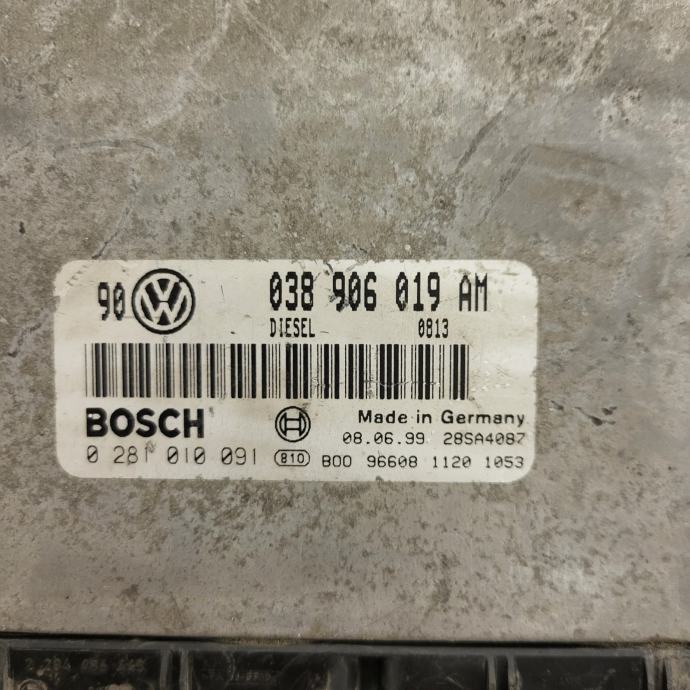 90 VW 038 906 019 AM
DIESEL 0813
BOSCH Made in Germany
08.06.99 28SA4087
0 281 010 091 810 B00 96608 1120 1053